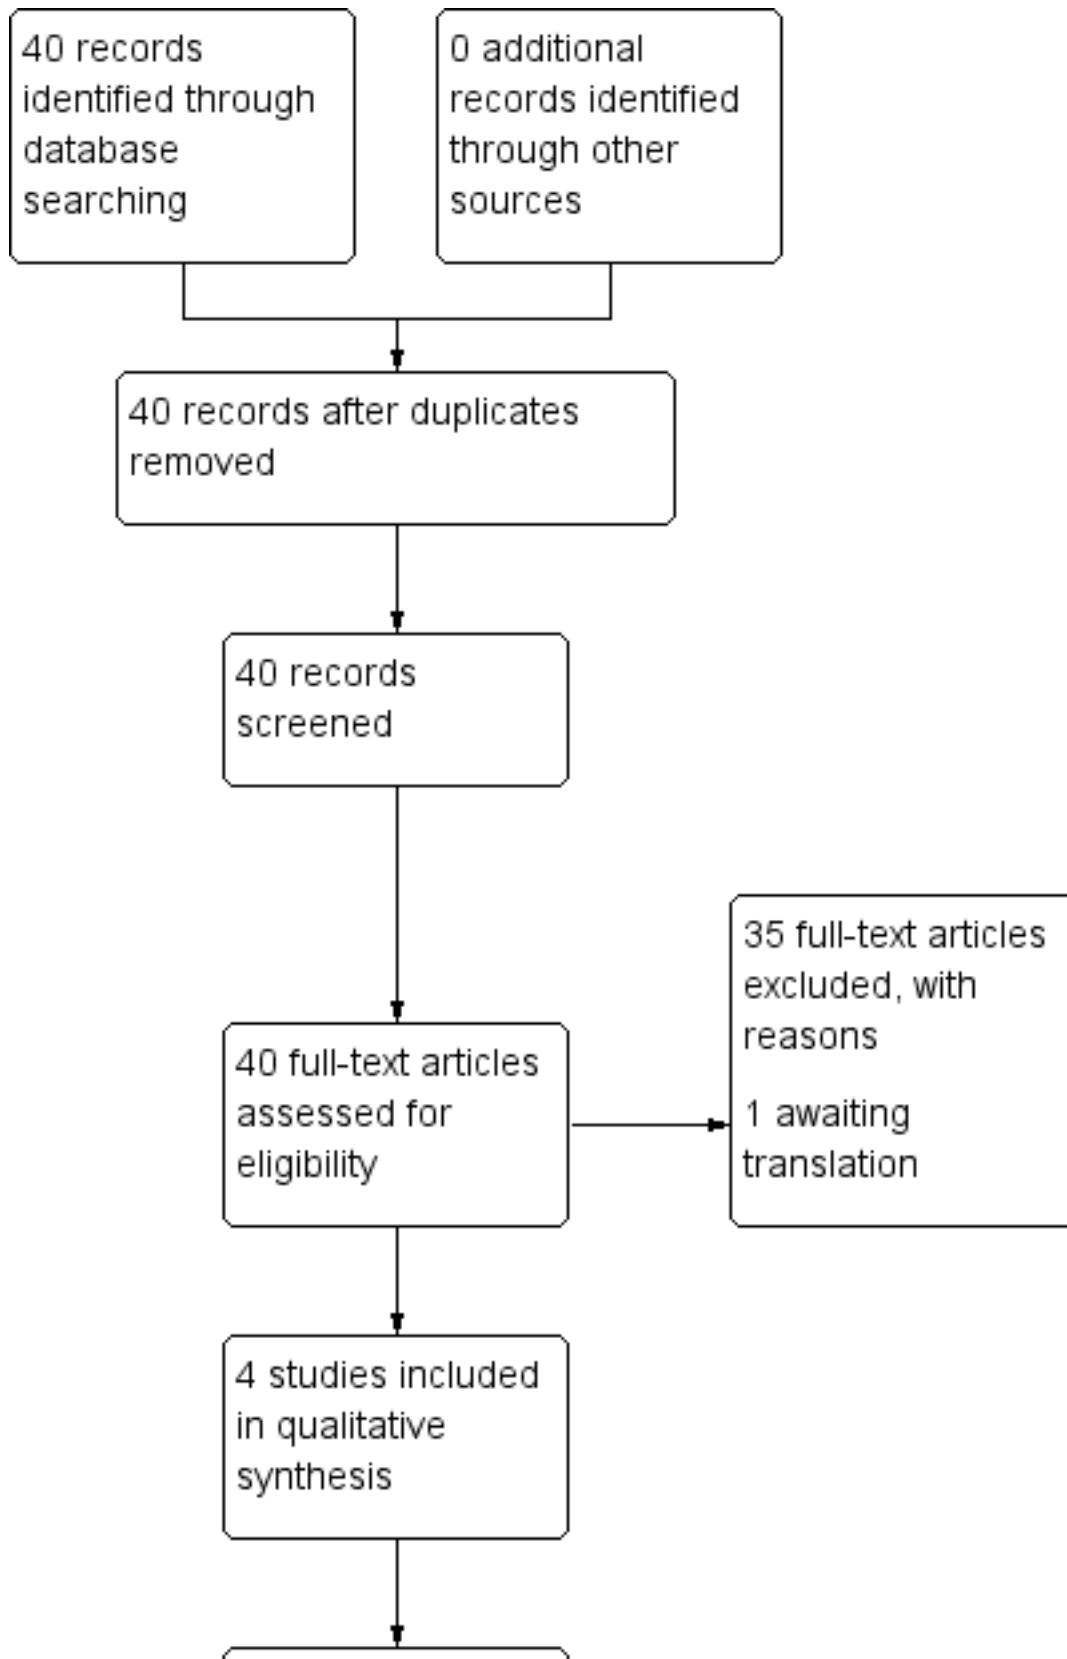 40 records
identified through
database
searching
0 additional
records identified
through other
sources
40 records after duplicates
removed
40 records
screened
35 full-text articles
excluded, with
reasons
1 awaiting
translation
40 full-text articles
assessed for
eligibility
4 studies included
in qualitative
synthesis